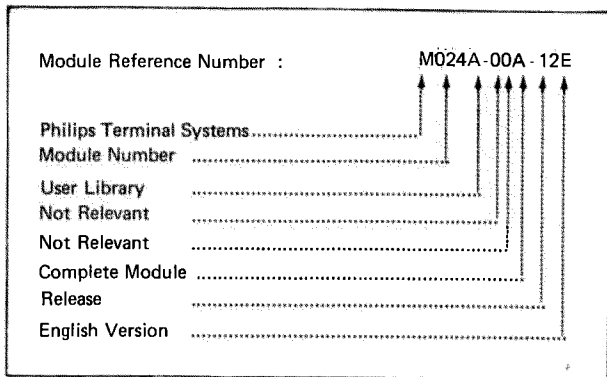 Module Reference Number : M024A-00A-12E
Philips Terminal Systems
Module Number
User Library
Not Relevant
Not Relevant
Complete Module
Release
English Version